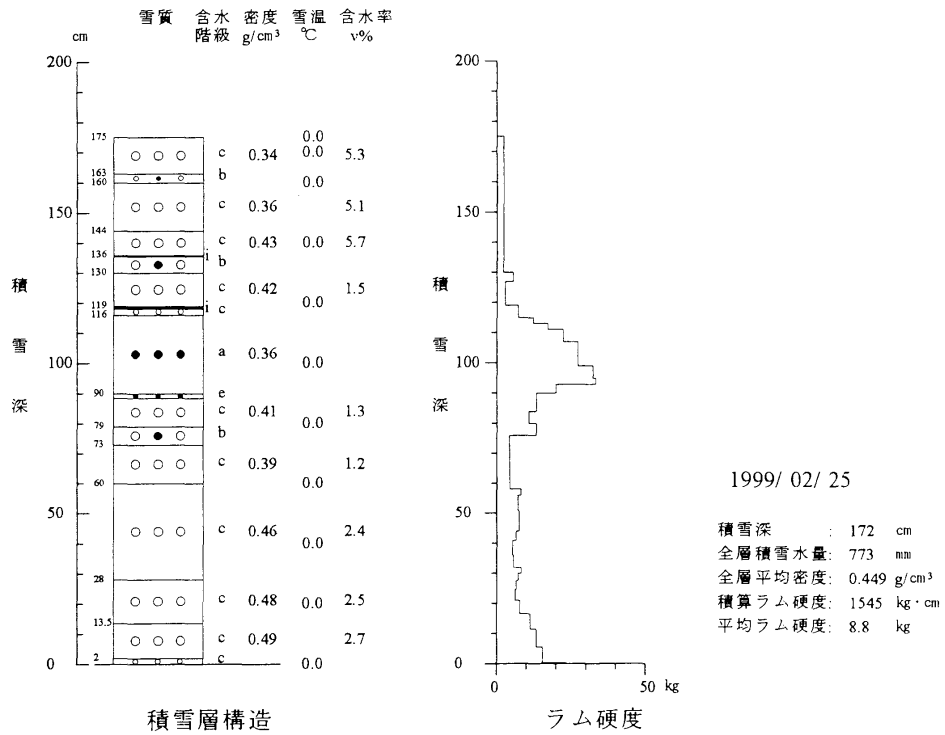 雪質 含水 密度 雪温 含水率
cm 階級 g/cm³ ℃ v%
200
175 0.0
c 0.34 0.0 5.3
163 b
160 0.0
150 c 0.36 5.1
144
c 0.43 0.0 5.7
136 i b
130
c 0.42 1.5
119 i c 0.0
116
100 a 0.36 0.0
90 e
c 0.41 1.3
79 b 0.0
73
c 0.39 1.2
60 0.0
50 c 0.46 2.4
0.0
28
c 0.48 0.0 2.5
13.5
c 0.49 2.7
2 c
0 0.0
積雪深
積雪層構造
200
150
100
50
0
積雪深
0 50 kg
ラム硬度
1999/ 02/ 25
積雪深 : 172 cm
全層積雪水量: 773 mm
全層平均密度: 0.449 g/cm³
積算ラム硬度: 1545 kg・cm
平均ラム硬度: 8.8 kg